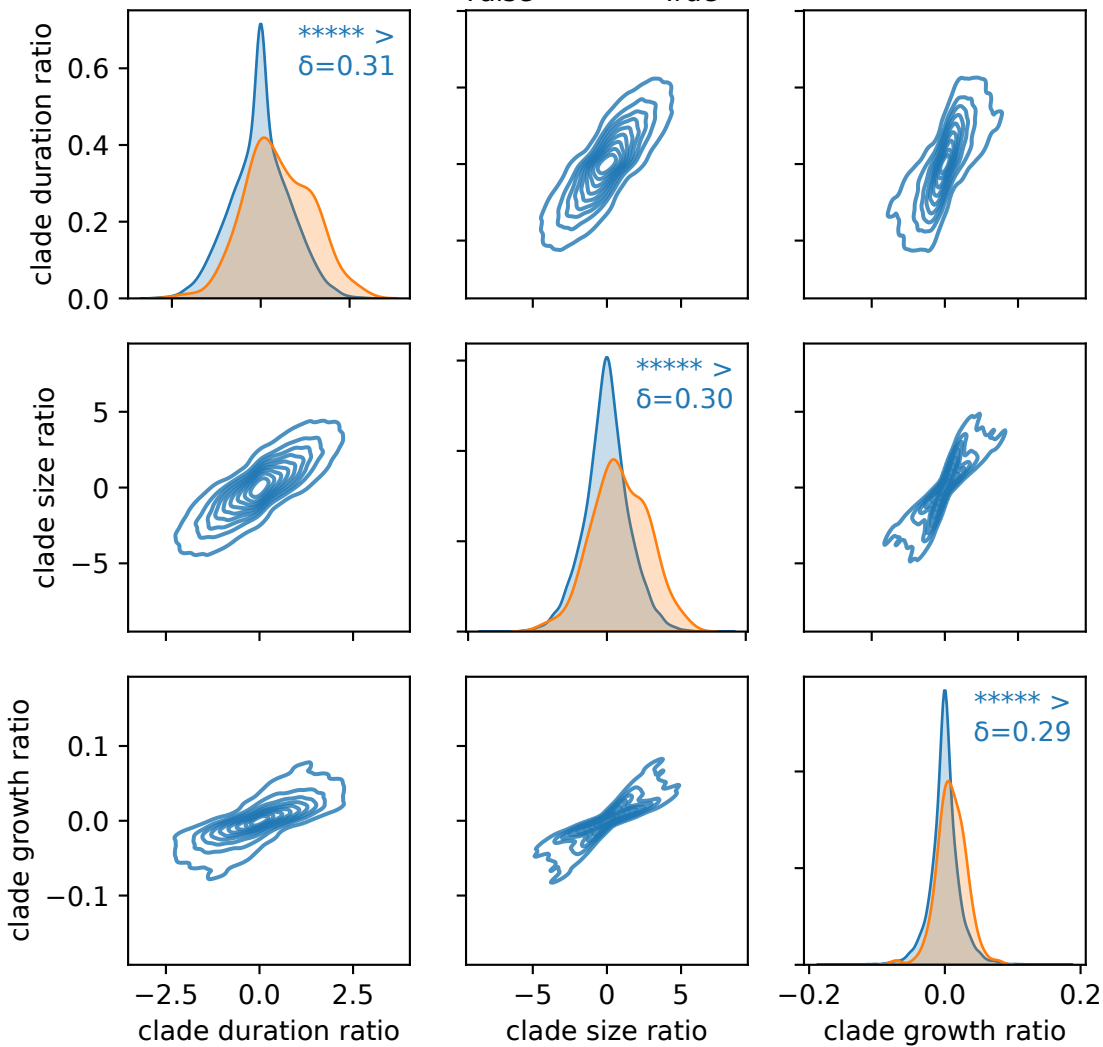 ***** >
δ=0.31
clade duration ratio
0.6
0.4
0.2
0.0
***** >
δ=0.30
clade size ratio
5
0
−5
***** >
δ=0.29
clade growth ratio
0.1
0.0
−0.1
−2.5 0.0 2.5
−5 0 5
−0.2 0.0 0.2
clade duration ratio
clade size ratio
clade growth ratio